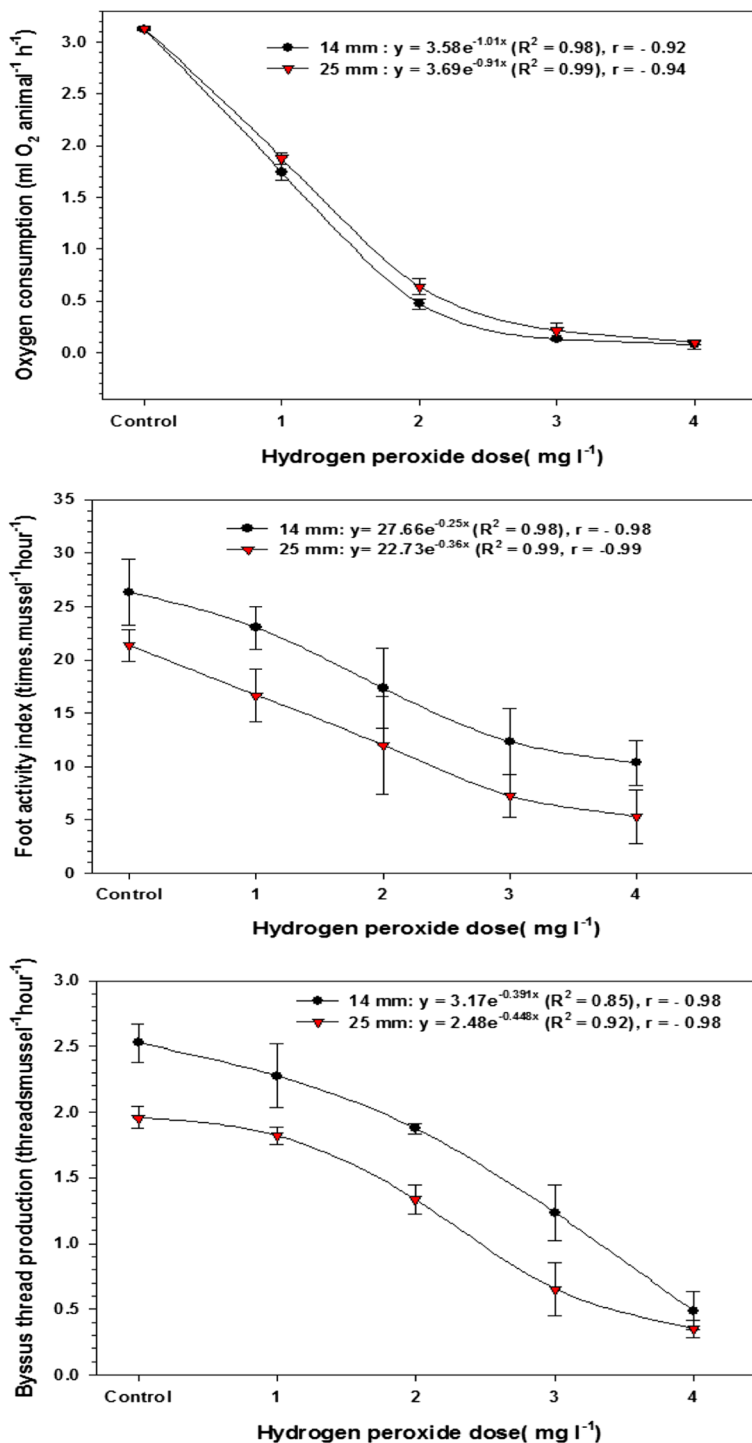 14 mm : y = 3.58e⁻¹·⁰¹ˣ (R² = 0.98), r = - 0.92
25 mm : y = 3.69e⁻⁰·⁹¹ˣ (R² = 0.99), r = - 0.94
Oxygen consumption (ml O₂ animal⁻¹ h⁻¹)
3.0
2.5
2.0
1.5
1.0
0.5
0.0
Control 1 2 3 4
Hydrogen peroxide dose( mg l⁻¹)
14 mm: y= 27.66e⁻⁰·²⁵ˣ (R² = 0.98), r = - 0.98
25 mm: y= 22.73e⁻⁰·³⁶ˣ (R² = 0.99, r = -0.99
Foot activity index (times.mussel⁻¹hour⁻¹)
35
30
25
20
15
10
5
0
Control 1 2 3 4
Hydrogen peroxide dose( mg l⁻¹)
14 mm: y = 3.17e⁻⁰·³⁹¹ˣ (R² = 0.85), r = - 0.98
25 mm: y = 2.48e⁻⁰·⁴⁴⁸ˣ (R² = 0.92), r = - 0.98
Byssus thread production (threadsmussel⁻¹hour⁻¹)
3.0
2.5
2.0
1.5
1.0
0.5
0.0
Control 1 2 3 4
Hydrogen peroxide dose( mg l⁻¹)